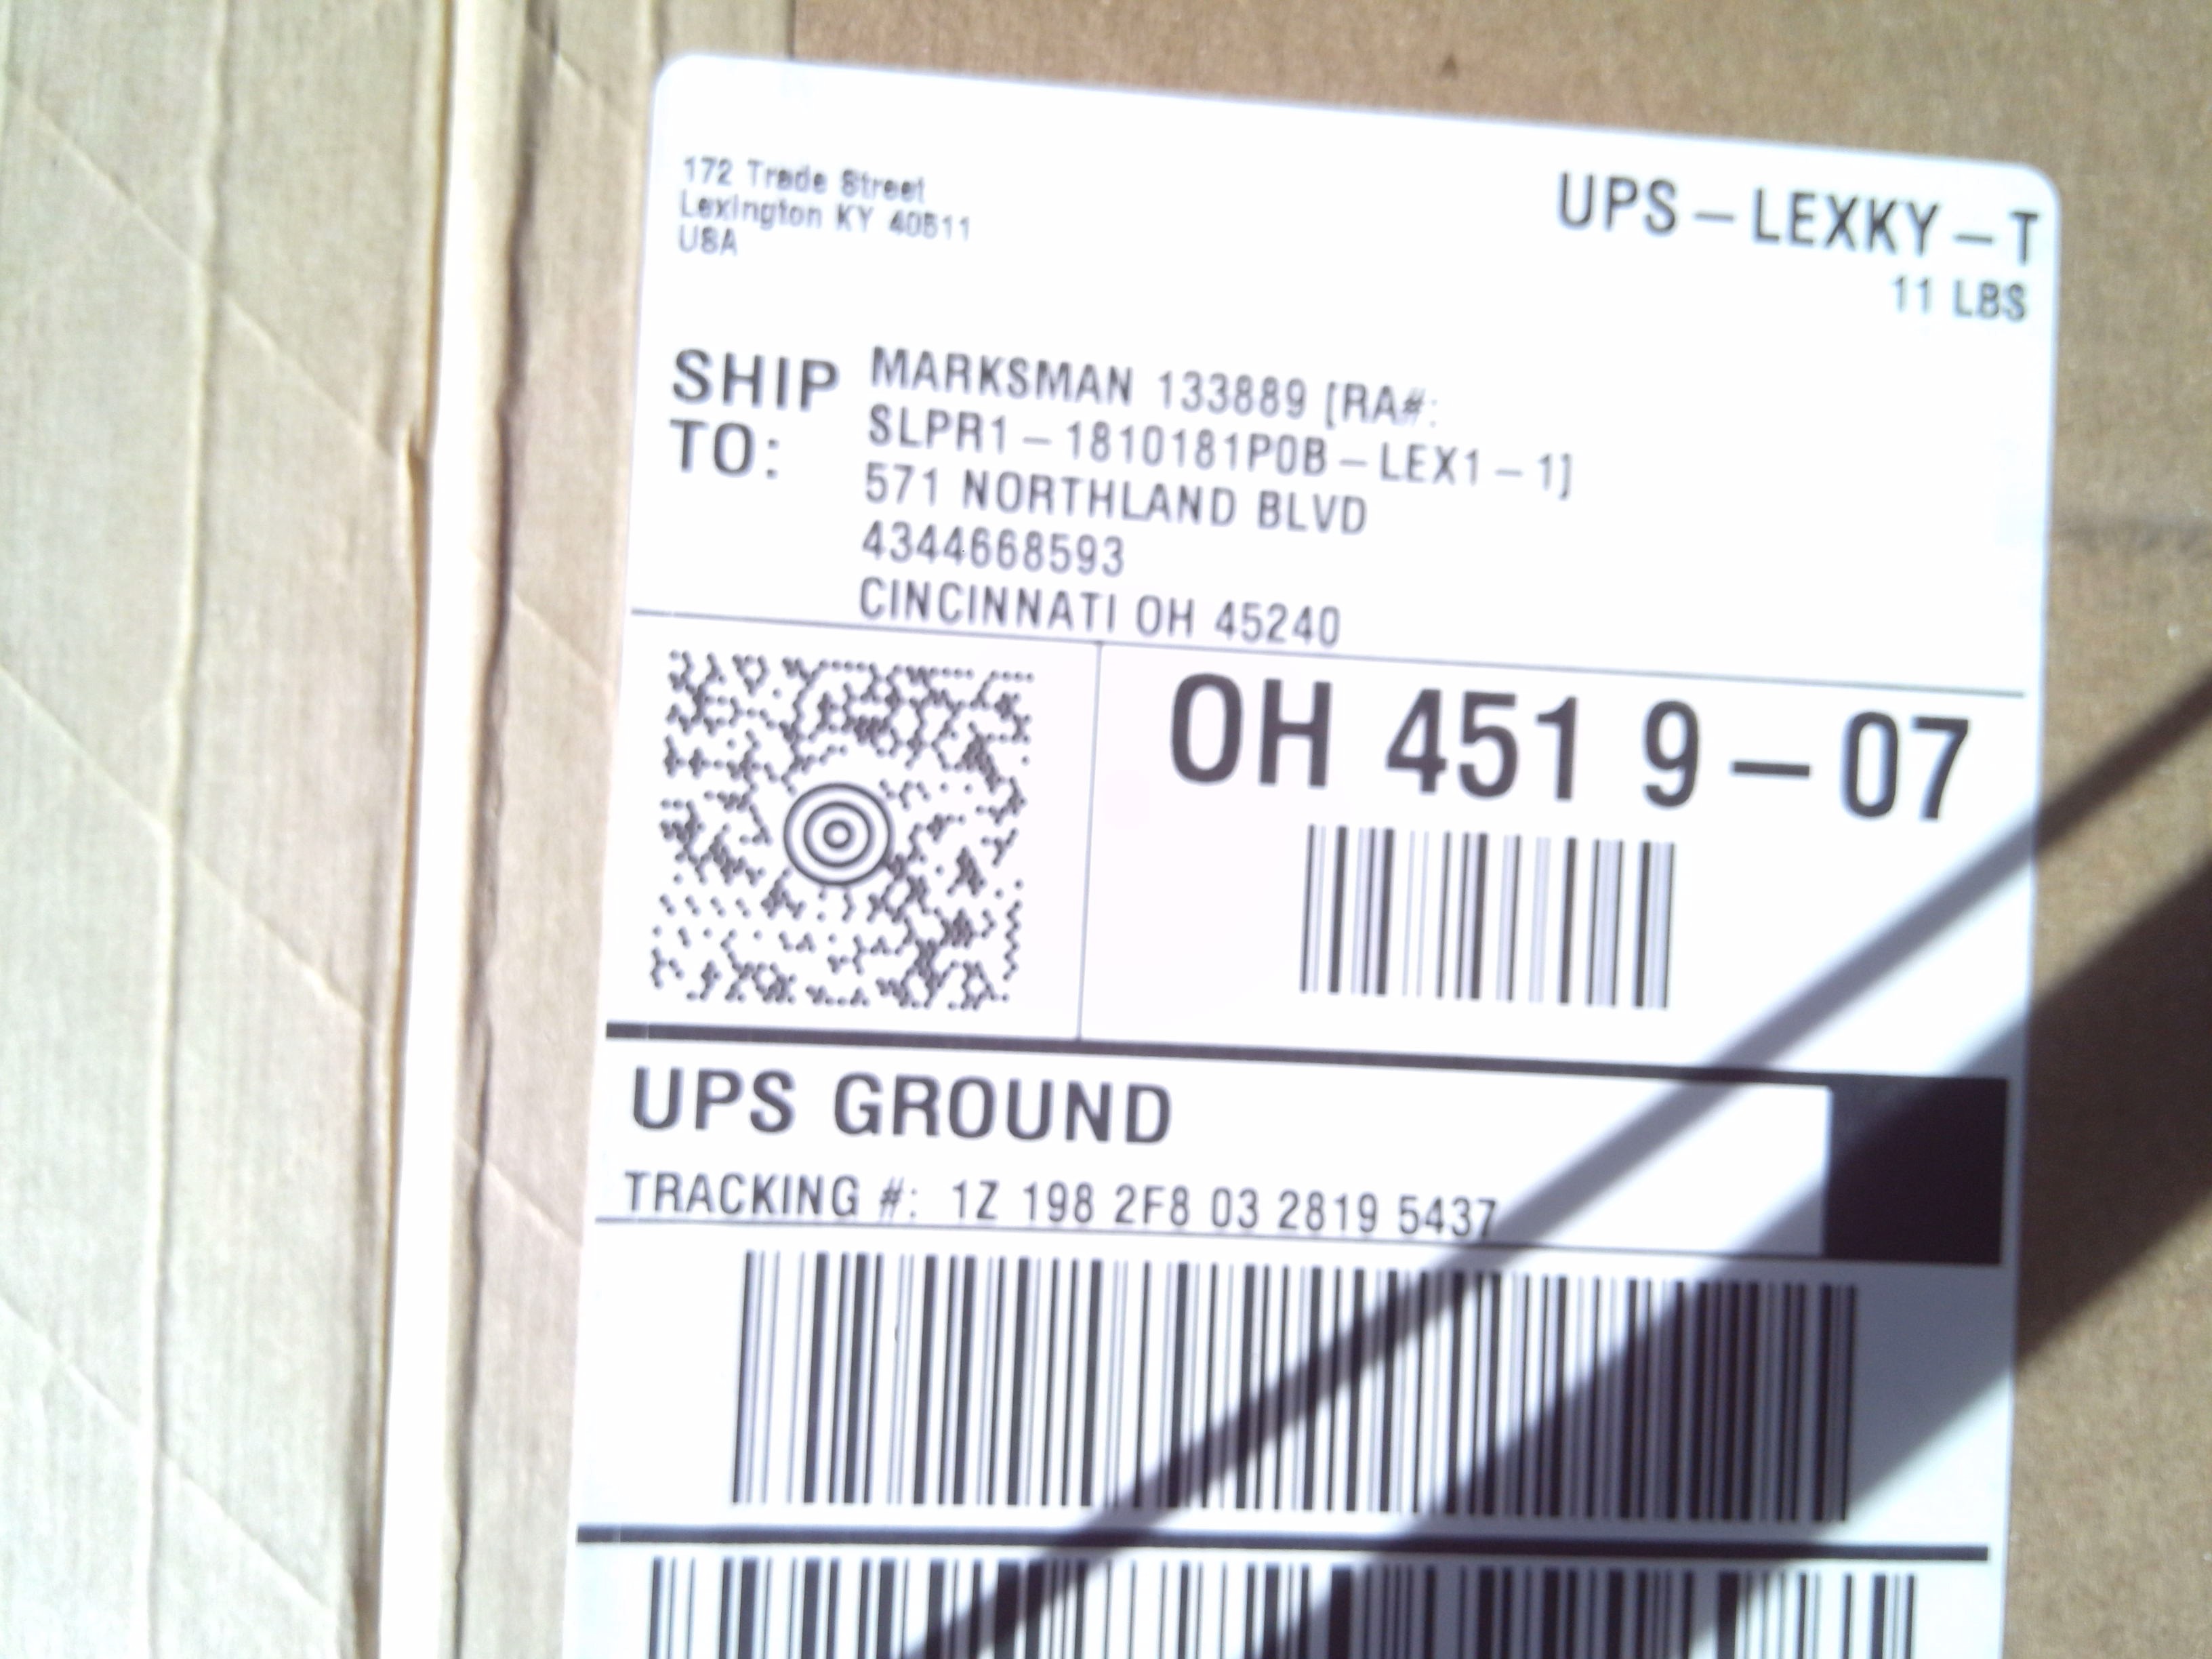 172 Trade Street
Lexington KY 40511
USA
UPS - LEXKY - T
11 LBS
SHIP TO:
MARKSMAN 133889 [RA#:
SLPR1 - 1810181P0B - LEX1 - 1]
571 NORTHLAND BLVD
4344668593
CINCINNATI OH 45240
OH 451 9 - 07
UPS GROUND
TRACKING #: 1Z 198 2F8 03 2819 5437